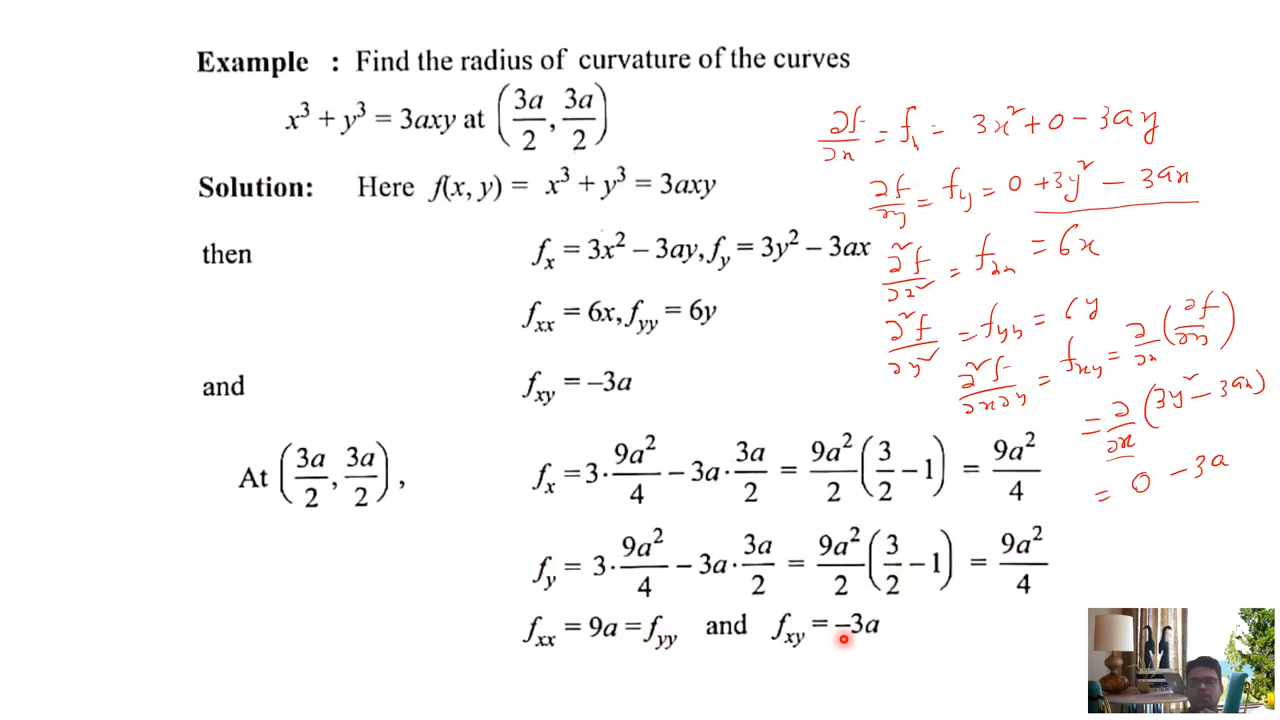 Example : Find the radius of curvature of the curves
x³ + y³ = 3axy at (3a/2, 3a/2)
Solution: Here f(x, y) = x³ + y³ = 3axy
then fₓ = 3x² – 3ay, f_y = 3y² – 3ax
f_xx = 6x, f_yy = 6y
and f_xy = –3a
At (3a/2, 3a/2), fₓ = 3·9a²/4 – 3a·3a/2 = 9a²/2 (3/2 – 1) = 9a²/4
f_y = 3·9a²/4 – 3a·3a/2 = 9a²/2 (3/2 – 1) = 9a²/4
f_xx = 9a = f_yy and f_xy = –3a
∂f/∂x = fₓ = 3x² + 0 – 3ay
∂f/∂y = f_y = 0 + 3y² – 3ax
∂²f/∂x² = f_xx = 6x
∂²f/∂y² = f_yy = 6y
∂²f/∂x∂y = f_xy = ∂/∂x (∂f/∂y)
= ∂/∂x (3y² – 3ax)
= 0 – 3a